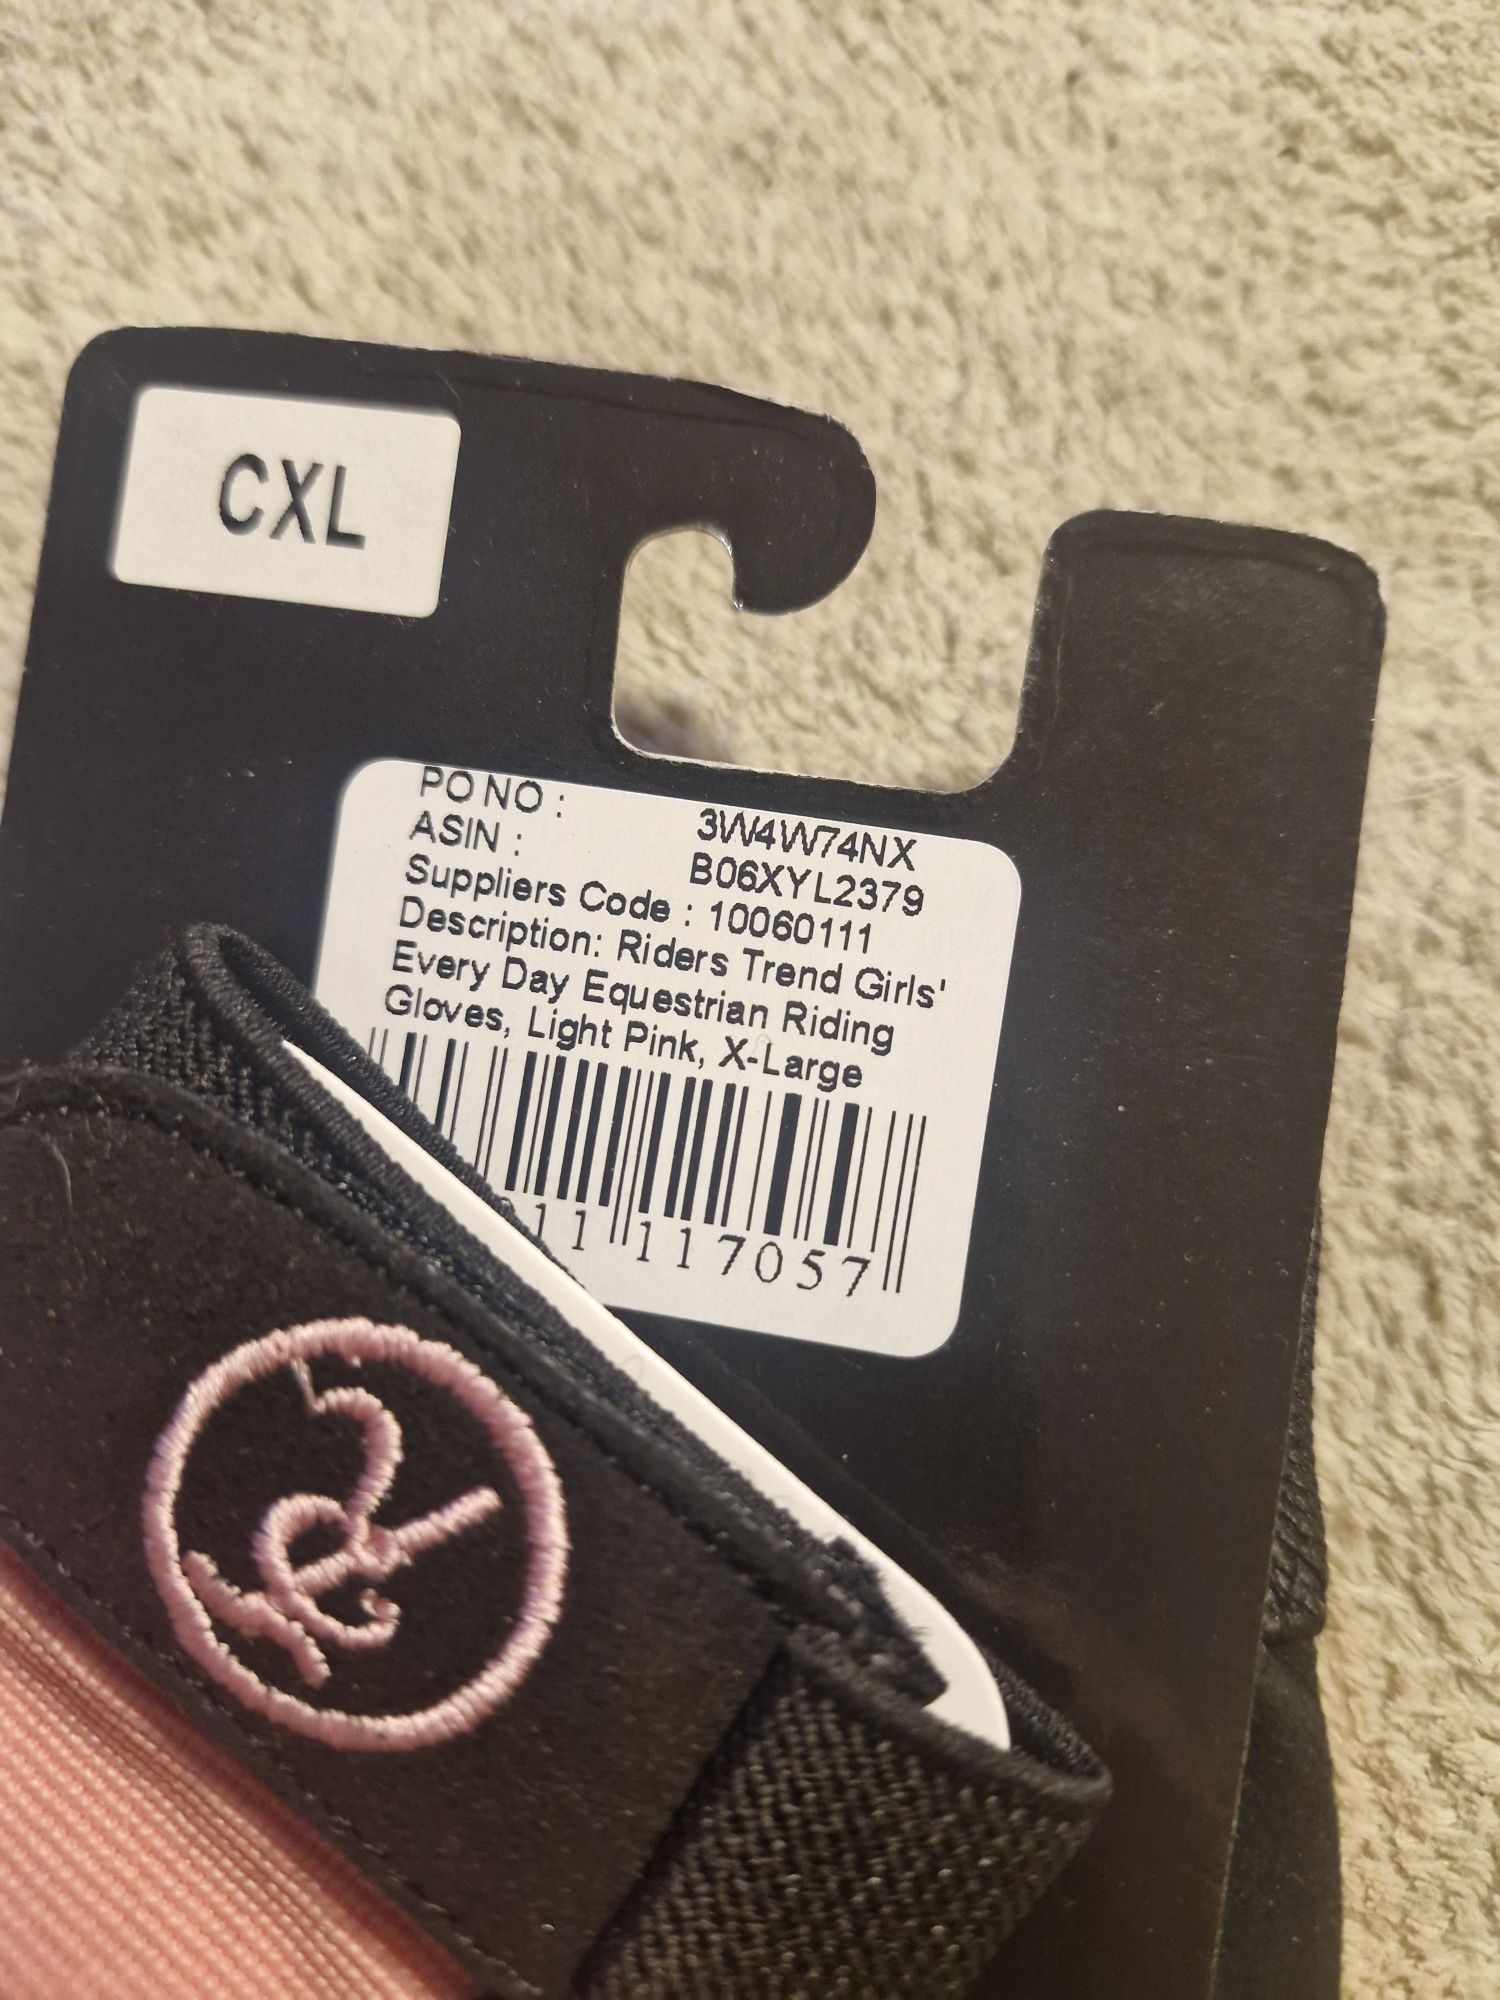 CXL
PO NO : 3W4W74NX
ASIN : B06XYL2379
Suppliers Code : 10060111
Description: Riders Trend Girls'
Every Day Equestrian Riding
Gloves, Light Pink, X-Large
11 117057